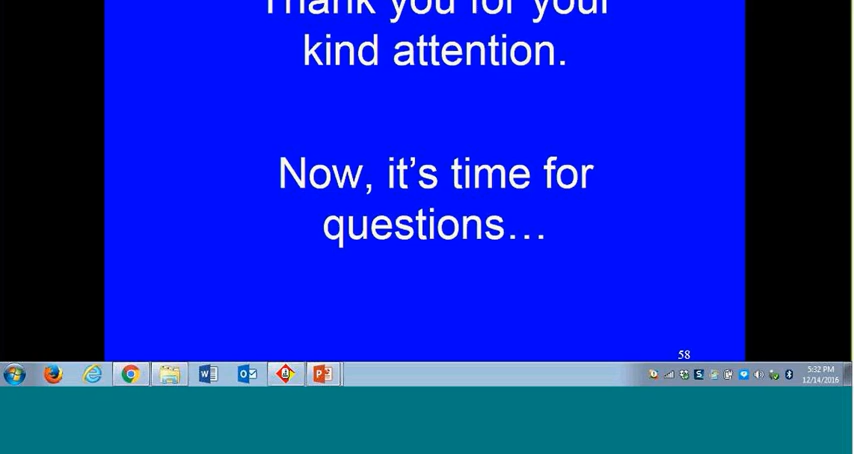 Thank you for your
kind attention.
Now, it's time for
questions…
58
5:32 PM
12/14/2016